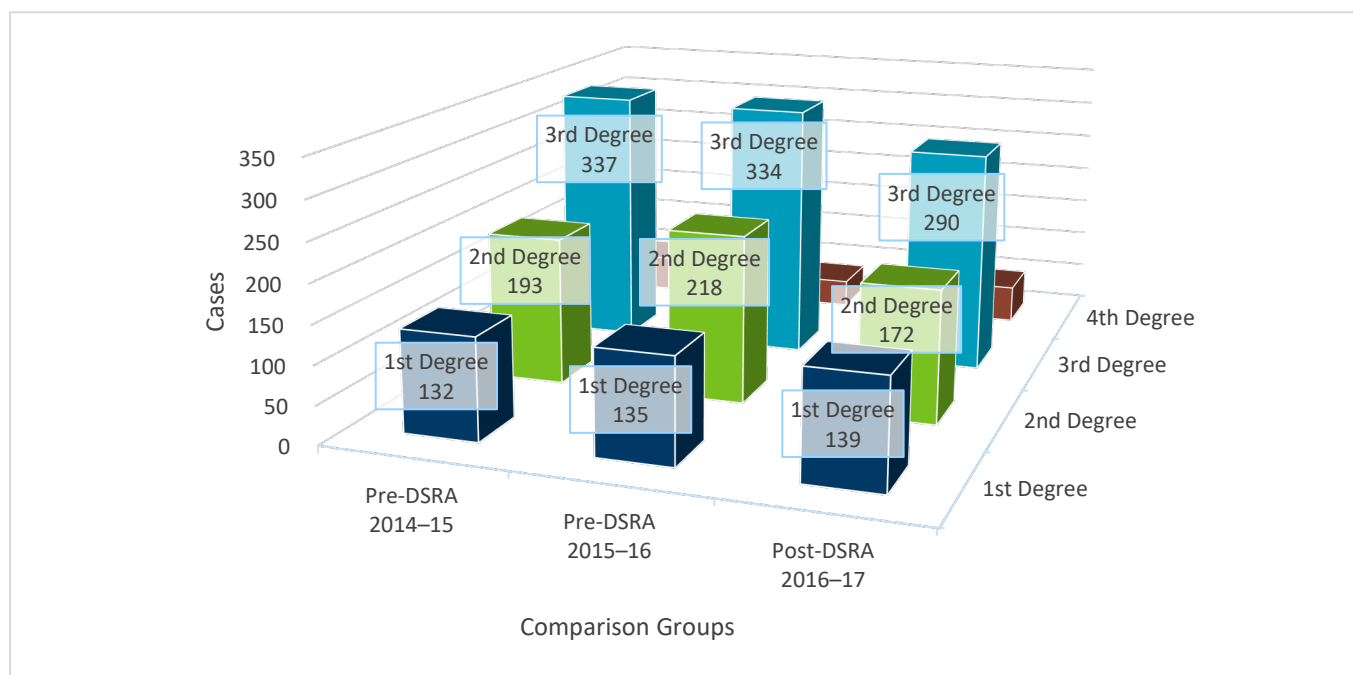 350
300
250
200
150
100
50
0
Cases
3rd Degree
337
3rd Degree
334
3rd Degree
290
2nd Degree
193
2nd Degree
218
2nd Degree
172
1st Degree
132
1st Degree
135
1st Degree
139
4th Degree
3rd Degree
2nd Degree
1st Degree
Pre-DSRA
2014–15
Pre-DSRA
2015–16
Post-DSRA
2016–17
Comparison Groups